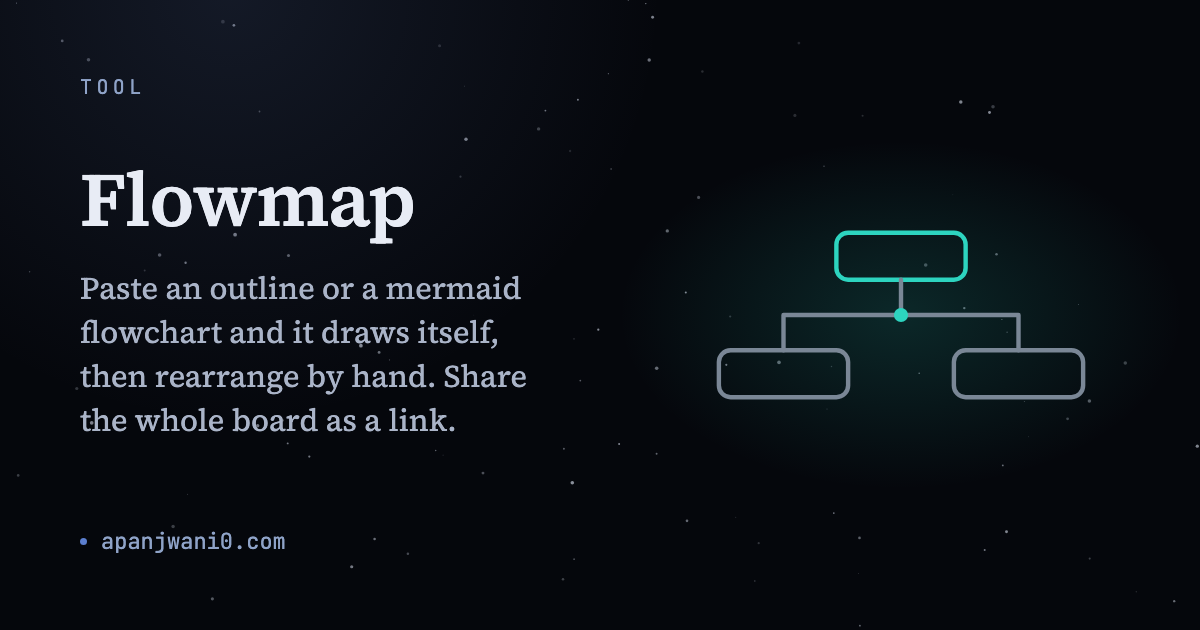 TOOL
Flowmap
Paste an outline or a mermaid
flowchart and it draws itself,
then rearrange by hand. Share
the whole board as a link.
apanjwani0.com